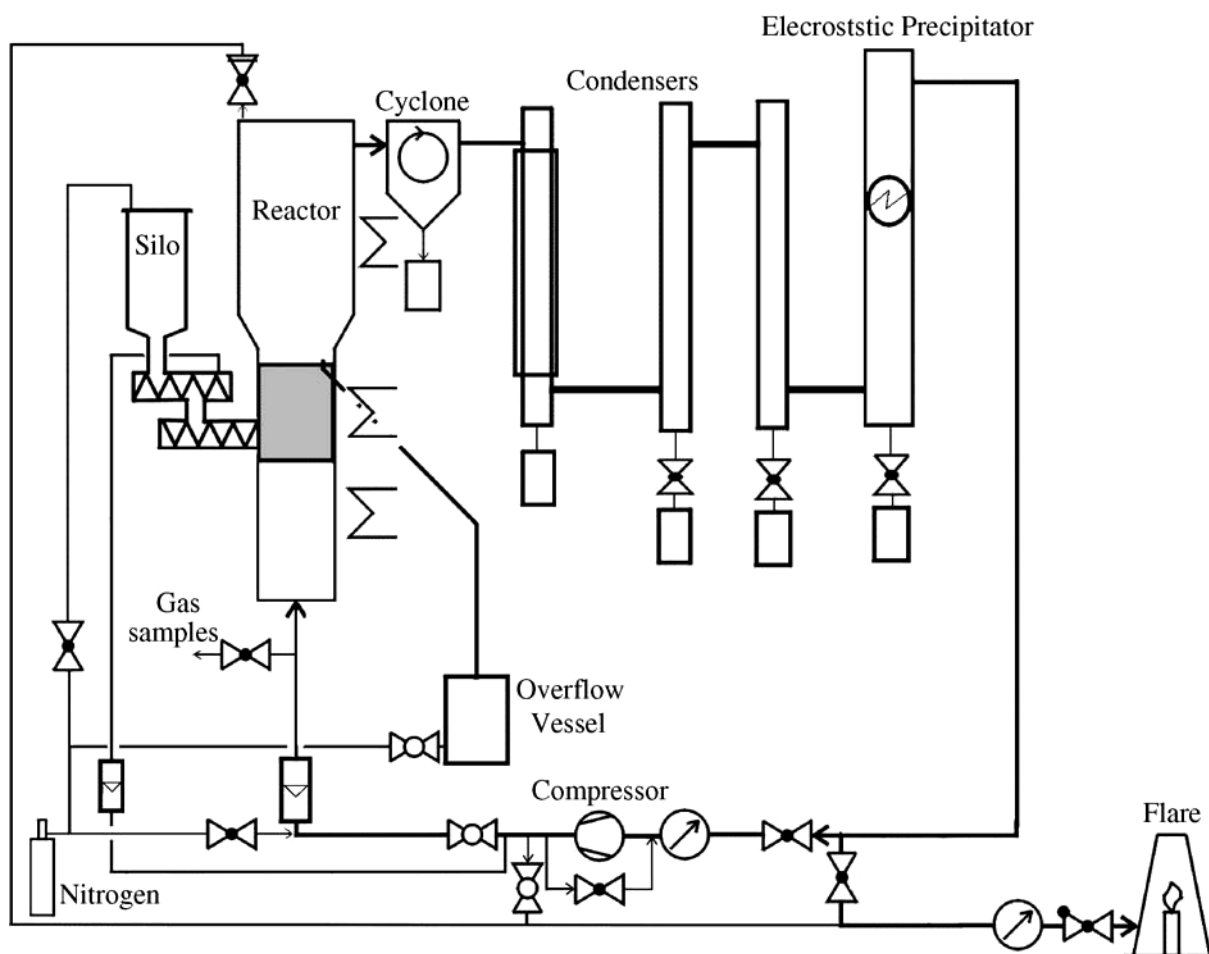 Elecroststic Precipitator
Condensers
Cyclone
Reactor
Silo
Gas
samples
Overflow
Vessel
Compressor
Flare
Nitrogen